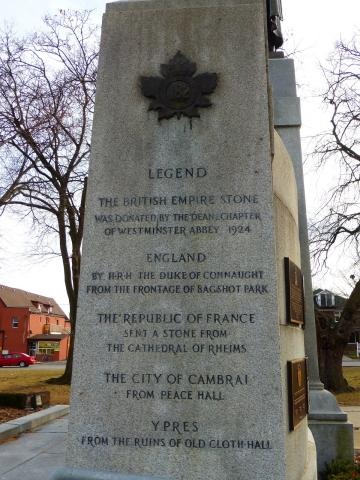 LEGEND
THE BRITISH EMPIRE STONE
WAS DONATED BY THE DEAN & CHAPTER
OF WESTMINSTER ABBEY 1924
ENGLAND
BY H·R·H THE DUKE OF CONNAUGHT
FROM THE FRONTAGE OF BAGSHOT PARK
THE REPUBLIC OF FRANCE
SENT A STONE FROM
THE CATHEDRAL OF RHEIMS
THE CITY OF CAMBRAI
FROM PEACE HALL
YPRES
FROM THE RUINS OF OLD CLOTH HALL